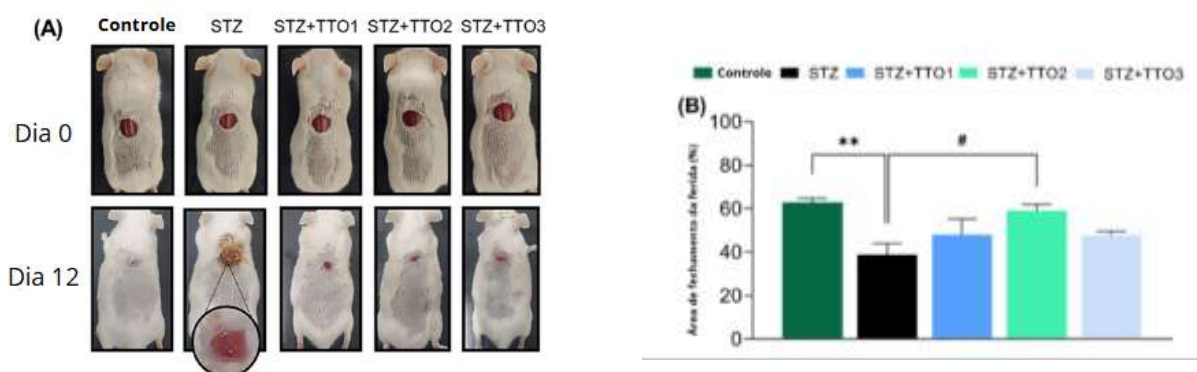 (A)
Controle STZ STZ+TTO1 STZ+TTO2 STZ+TTO3
Dia 0
Dia 12
Controle STZ STZ+TTO1 STZ+TTO2 STZ+TTO3
(B)
Área de fechamento da ferida (%)
100
80
60
40
20
0
** #